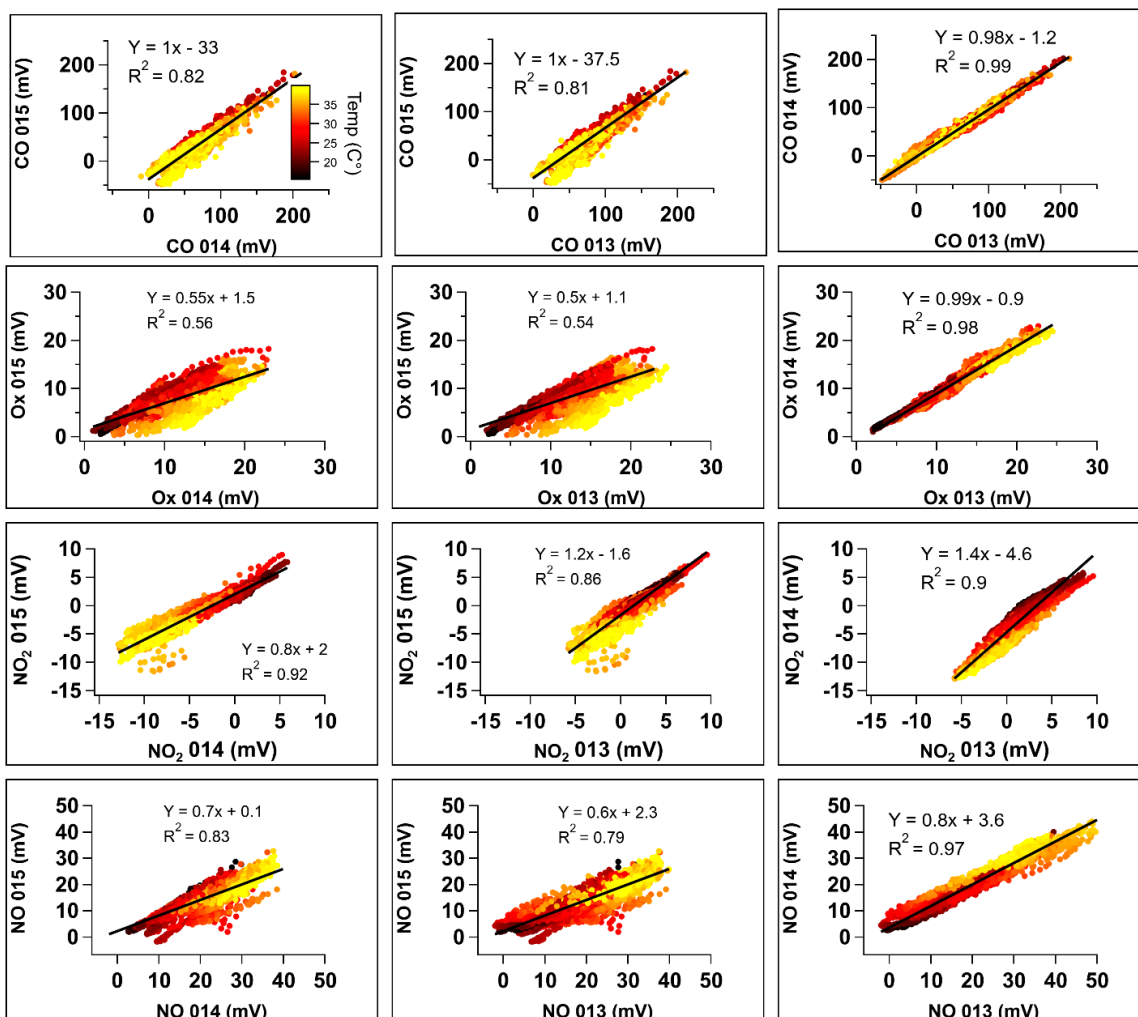 Y = 1x - 33
R² = 0.82
CO 015 (mV)
200
100
0
35
30
25
20
Temp (C°)
0 100 200
CO 014 (mV)
Y = 1x - 37.5
R² = 0.81
CO 015 (mV)
200
100
0
0 100 200
CO 013 (mV)
Y = 0.98x - 1.2
R² = 0.99
CO 014 (mV)
200
100
0
0 100 200
CO 013 (mV)
Y = 0.55x + 1.5
R² = 0.56
Ox 015 (mV)
30
20
10
0
0 10 20 30
Ox 014 (mV)
Y = 0.5x + 1.1
R² = 0.54
Ox 015 (mV)
30
20
10
0
0 10 20 30
Ox 013 (mV)
Y = 0.99x - 0.9
R² = 0.98
Ox 014 (mV)
30
20
10
0
0 10 20 30
Ox 013 (mV)
NO₂ 015 (mV)
10
5
0
-5
-10
-15
Y = 0.8x + 2
R² = 0.92
-15 -10 -5 0 5 10
NO₂ 014 (mV)
Y = 1.2x - 1.6
R² = 0.86
NO₂ 015 (mV)
10
5
0
-5
-10
-15
-15 -10 -5 0 5 10
NO₂ 013 (mV)
Y = 1.4x - 4.6
R² = 0.9
NO₂ 014 (mV)
10
5
0
-5
-10
-15
-15 -10 -5 0 5 10
NO₂ 013 (mV)
Y = 0.7x + 0.1
R² = 0.83
NO 015 (mV)
50
40
30
20
10
0
0 10 20 30 40 50
NO 014 (mV)
Y = 0.6x + 2.3
R² = 0.79
NO 015 (mV)
50
40
30
20
10
0
0 10 20 30 40 50
NO 013 (mV)
Y = 0.8x + 3.6
R² = 0.97
NO 014 (mV)
50
40
30
20
10
0
0 10 20 30 40 50
NO 013 (mV)